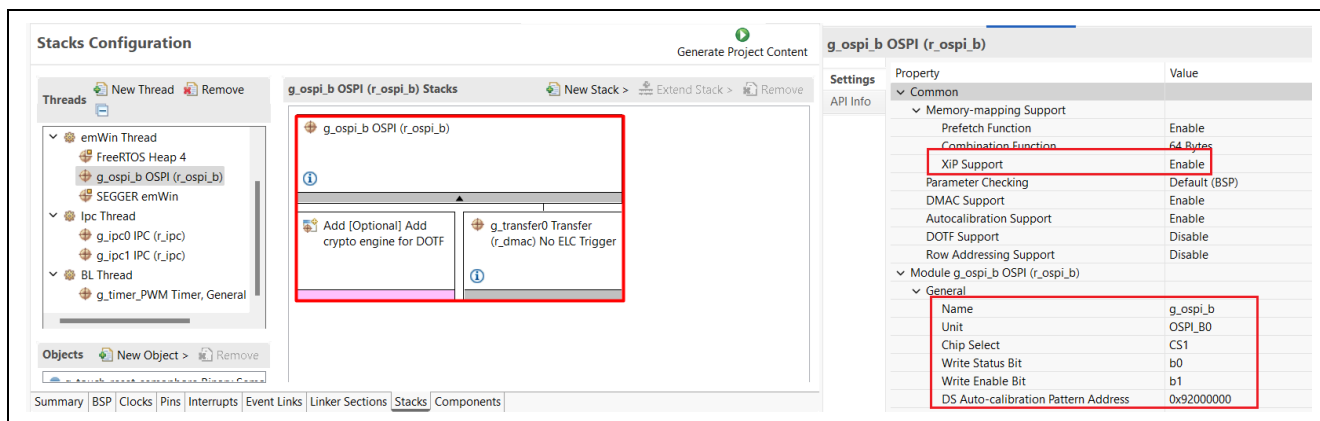 Stacks Configuration
Generate Project Content
Threads
New Thread
Remove
g_ospi_b OSPI (r_ospi_b) Stacks
New Stack >
Extend Stack >
Remove
emWin Thread
FreeRTOS Heap 4
g_ospi_b OSPI (r_ospi_b)
SEGGER emWin
Ipc Thread
g_ipc0 IPC (r_ipc)
g_ipc1 IPC (r_ipc)
BL Thread
g_timer_PWM Timer, General
g_ospi_b OSPI (r_ospi_b)
Add [Optional] Add
crypto engine for DOTF
g_transfer0 Transfer
(r_dmac) No ELC Trigger
Objects
New Object >
Remove
Summary BSP Clocks Pins Interrupts Event Links Linker Sections Stacks Components
g_ospi_b OSPI (r_ospi_b)
Settings
API Info
Property Value
Common
Memory-mapping Support
Prefetch Function Enable
Combination Function 64 Bytes
XiP Support Enable
Parameter Checking Default (BSP)
DMAC Support Enable
Autocalibration Support Enable
DOTF Support Disable
Row Addressing Support Disable
Module g_ospi_b OSPI (r_ospi_b)
General
Name g_ospi_b
Unit OSPI_B0
Chip Select CS1
Write Status Bit b0
Write Enable Bit b1
DS Auto-calibration Pattern Address 0x92000000